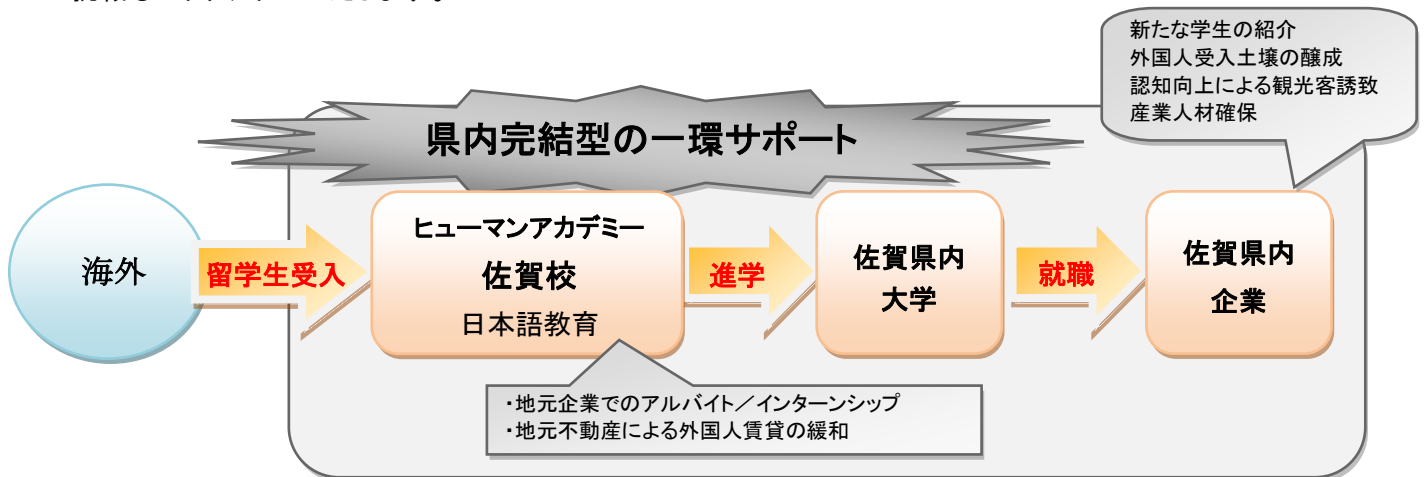 新たな学生の紹介
外国人受入土壌の醸成
認知向上による観光客誘致
産業人材確保
県内完結型の一環サポート
海外
留学生受入
ヒューマンアカデミー
佐賀校
日本語教育
進学
佐賀県内
大学
就職
佐賀県内
企業
・地元企業でのアルバイト／インターンシップ
・地元不動産による外国人賃貸の緩和